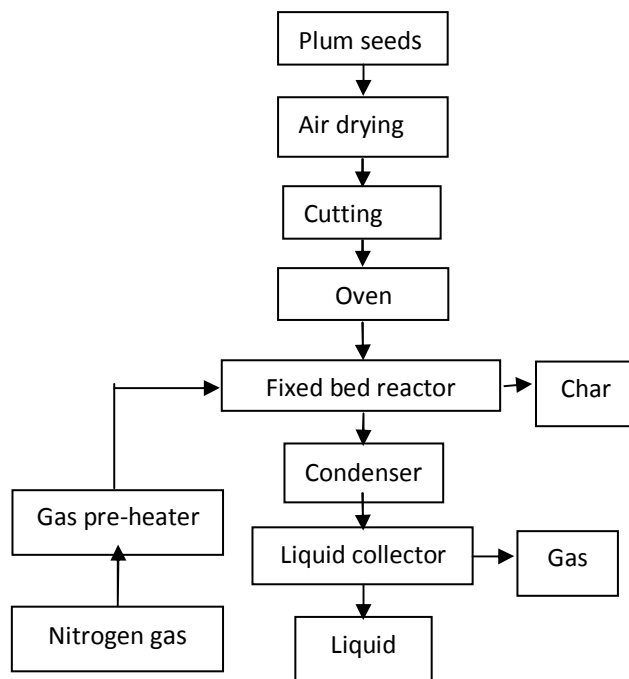 Plum seeds
Air drying
Cutting
Oven
Fixed bed reactor
Char
Condenser
Gas pre-heater
Liquid collector
Gas
Nitrogen gas
Liquid